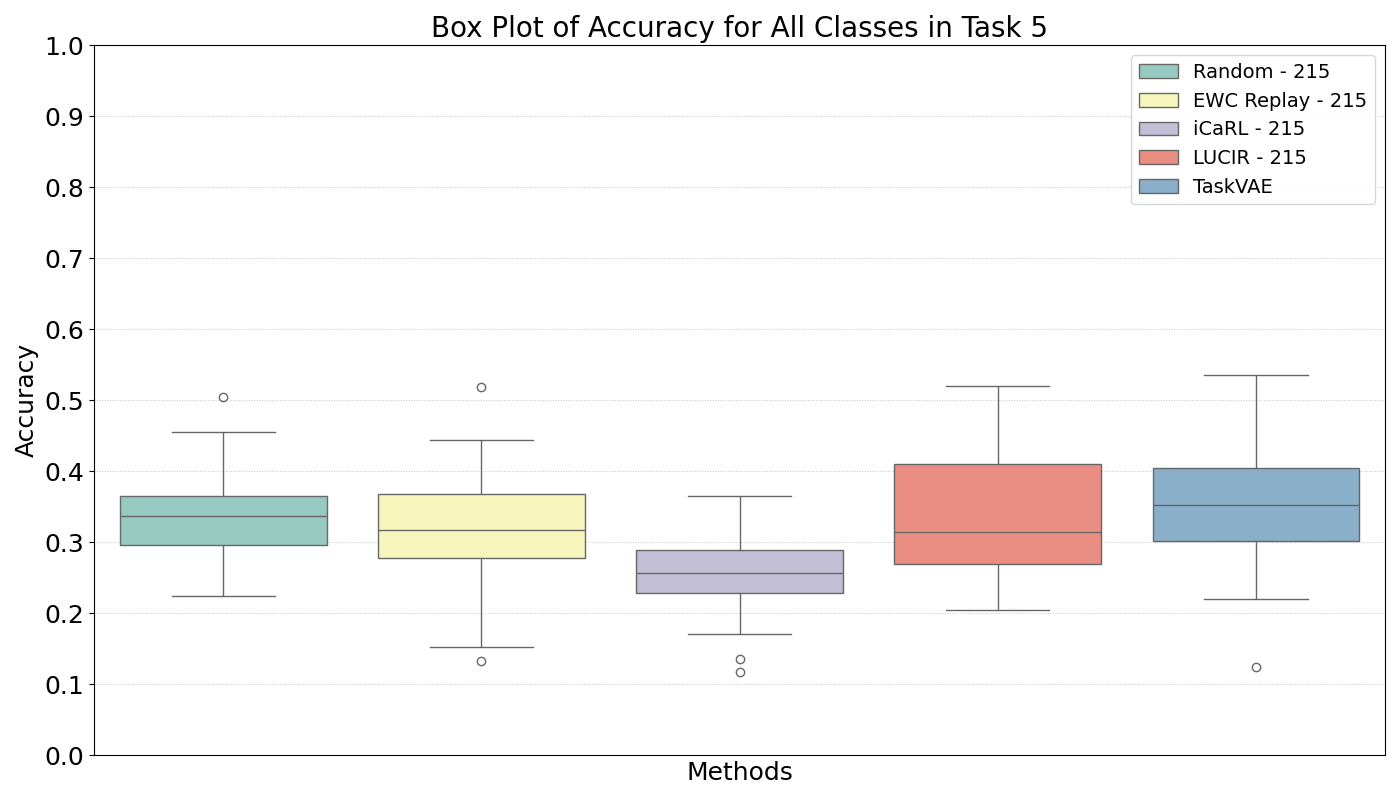 Box Plot of Accuracy for All Classes in Task 5
1.0
0.9
0.8
0.7
0.6
0.5
0.4
0.3
0.2
0.1
0.0
Accuracy
Methods
Random - 215
EWC Replay - 215
iCaRL - 215
LUCIR - 215
TaskVAE